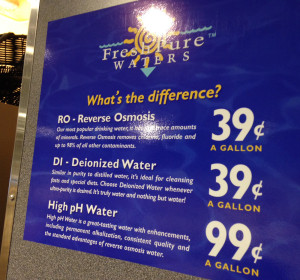 Fresh Pure™
WATERS
What's the difference?
RO - Reverse Osmosis
Our most popular drinking water, it has trace amounts
of minerals. Reverse Osmosis removes chlorine, fluoride and
up to 98% of all other contaminants.
39¢
A GALLON
DI - Deionized Water
Similar in purity to distilled water, it's ideal for cleansing
fasts and special diets. Choose Deionized Water whenever
ultra-purity is desired. It's truly water and nothing but water!
39¢
A GALLON
High pH Water
High pH Water is a great-tasting water with enhancements,
including permanent alkalization, consistent quality and
the standard advantages of reverse osmosis water.
99¢
A GALLON